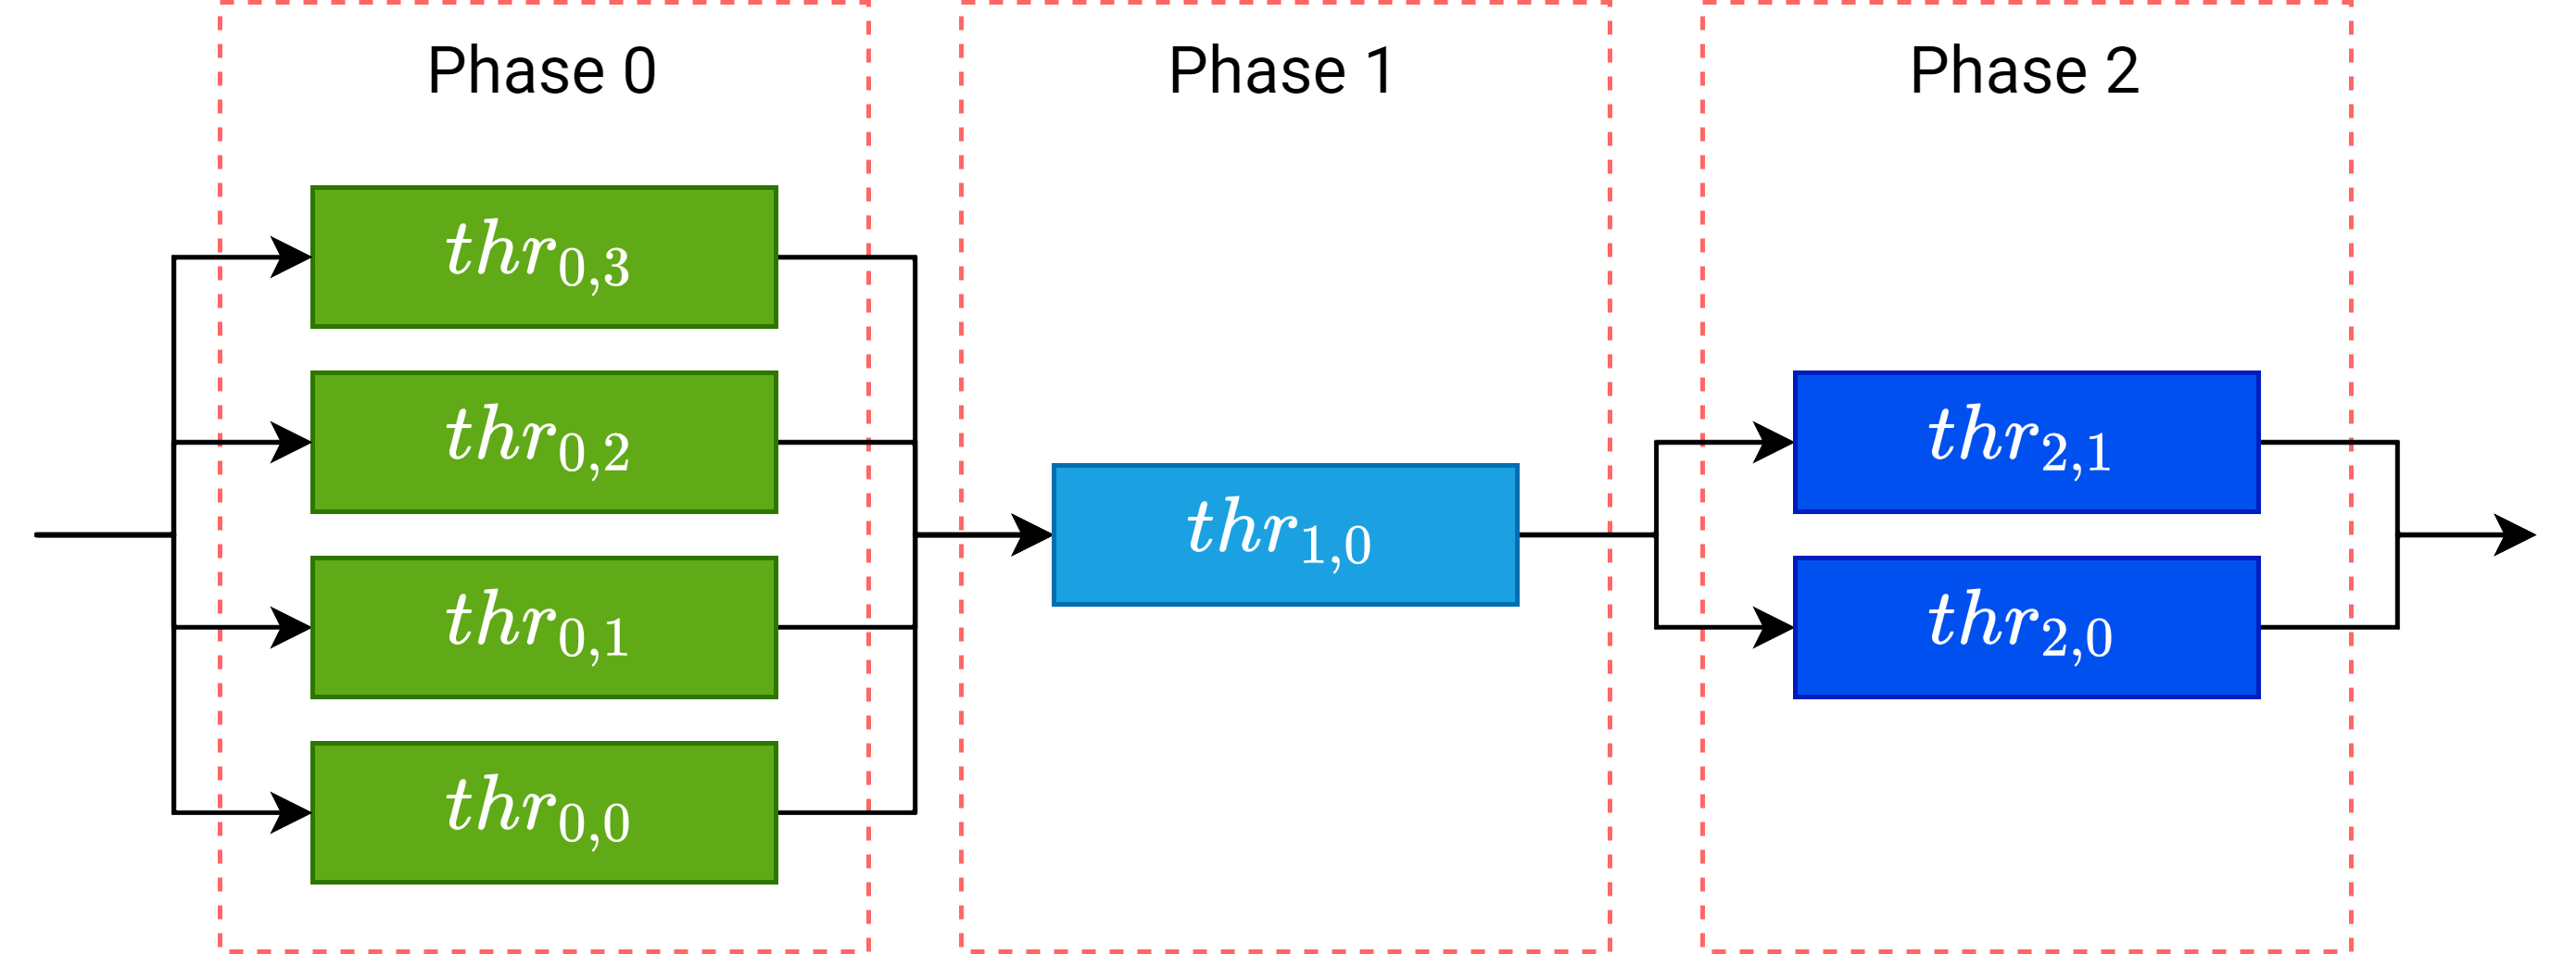 Phase 0
Phase 1
Phase 2
thr0,3
thr0,2
thr0,1
thr0,0
thr1,0
thr2,1
thr2,0